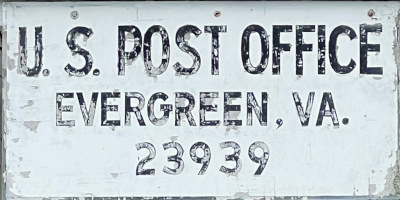 U. S. POST OFFICE
EVERGREEN, VA.
23939